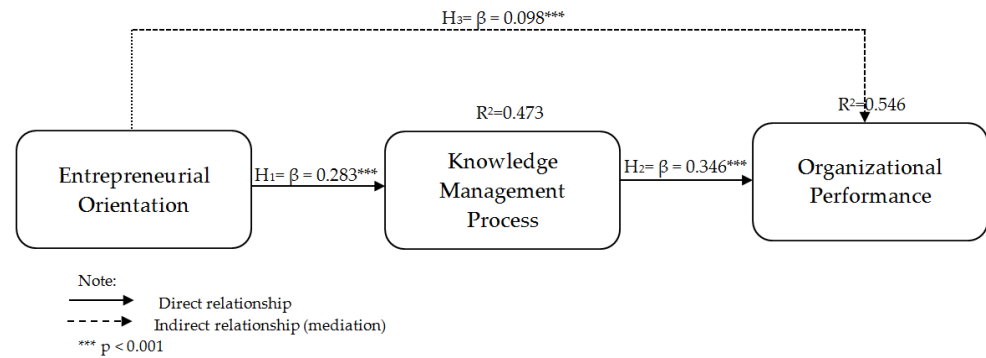 H₃= β = 0.098***
R²=0.473
R²=0.546
Entrepreneurial
Orientation
H₁= β = 0.283***
Knowledge
Management
Process
H₂= β = 0.346***
Organizational
Performance
Note:
Direct relationship
Indirect relationship (mediation)
*** p < 0.001